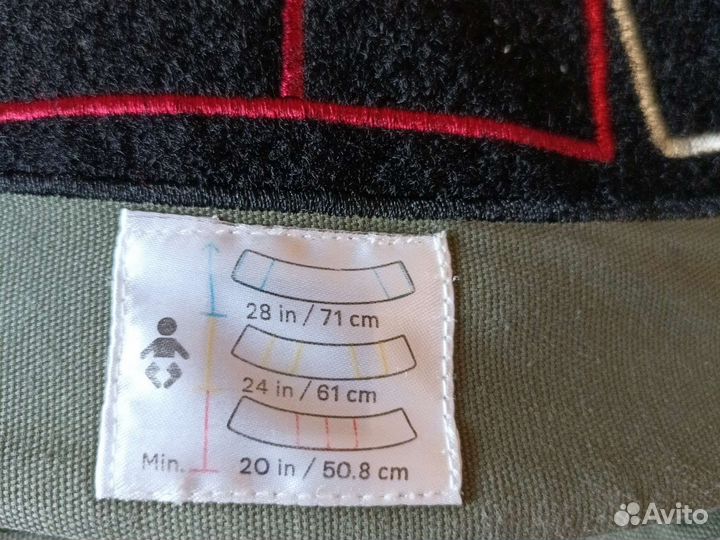 28 in / 71 cm
24 in / 61 cm
Min.
20 in / 50.8 cm
Avito